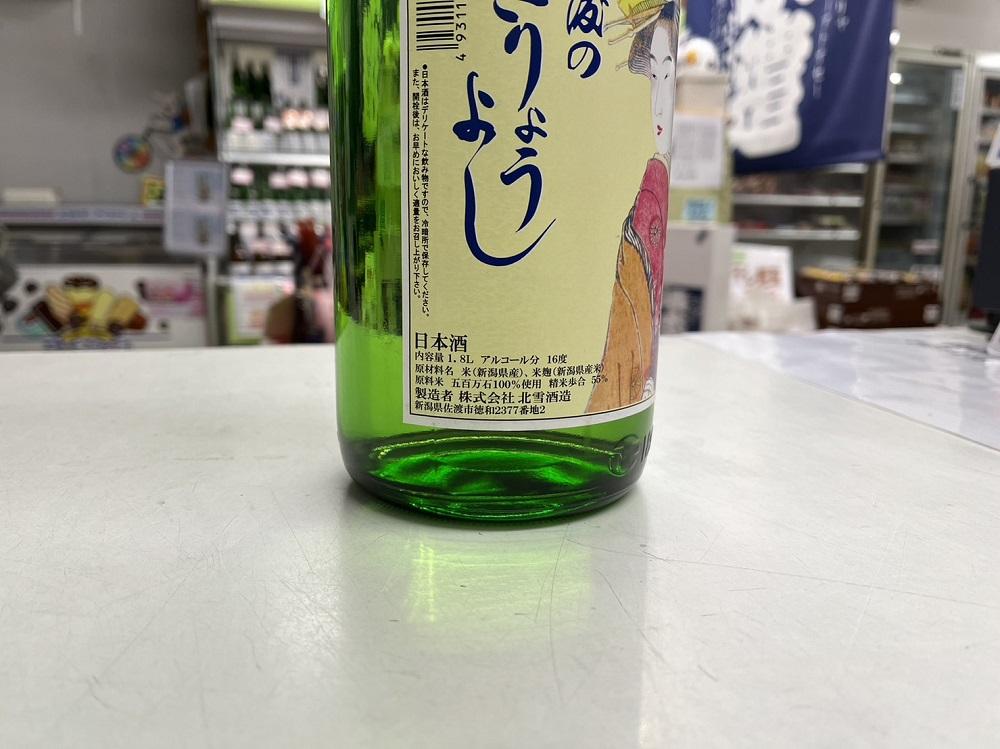 の
うりょう
よし
4 9311
●日本酒はデリケートな飲み物ですので、冷暗所で保存してください。
また、開栓後は、お早めにおいしく適量をお召し上がり下さい。
日本酒
内容量 1.8L アルコール分 16度
原材料名 米(新潟県産)、米麹(新潟県産米)
原料米 五百万石100%使用 精米歩合 55%
製造者 株式会社 北雪酒造
新潟県佐渡市徳和2377番地2